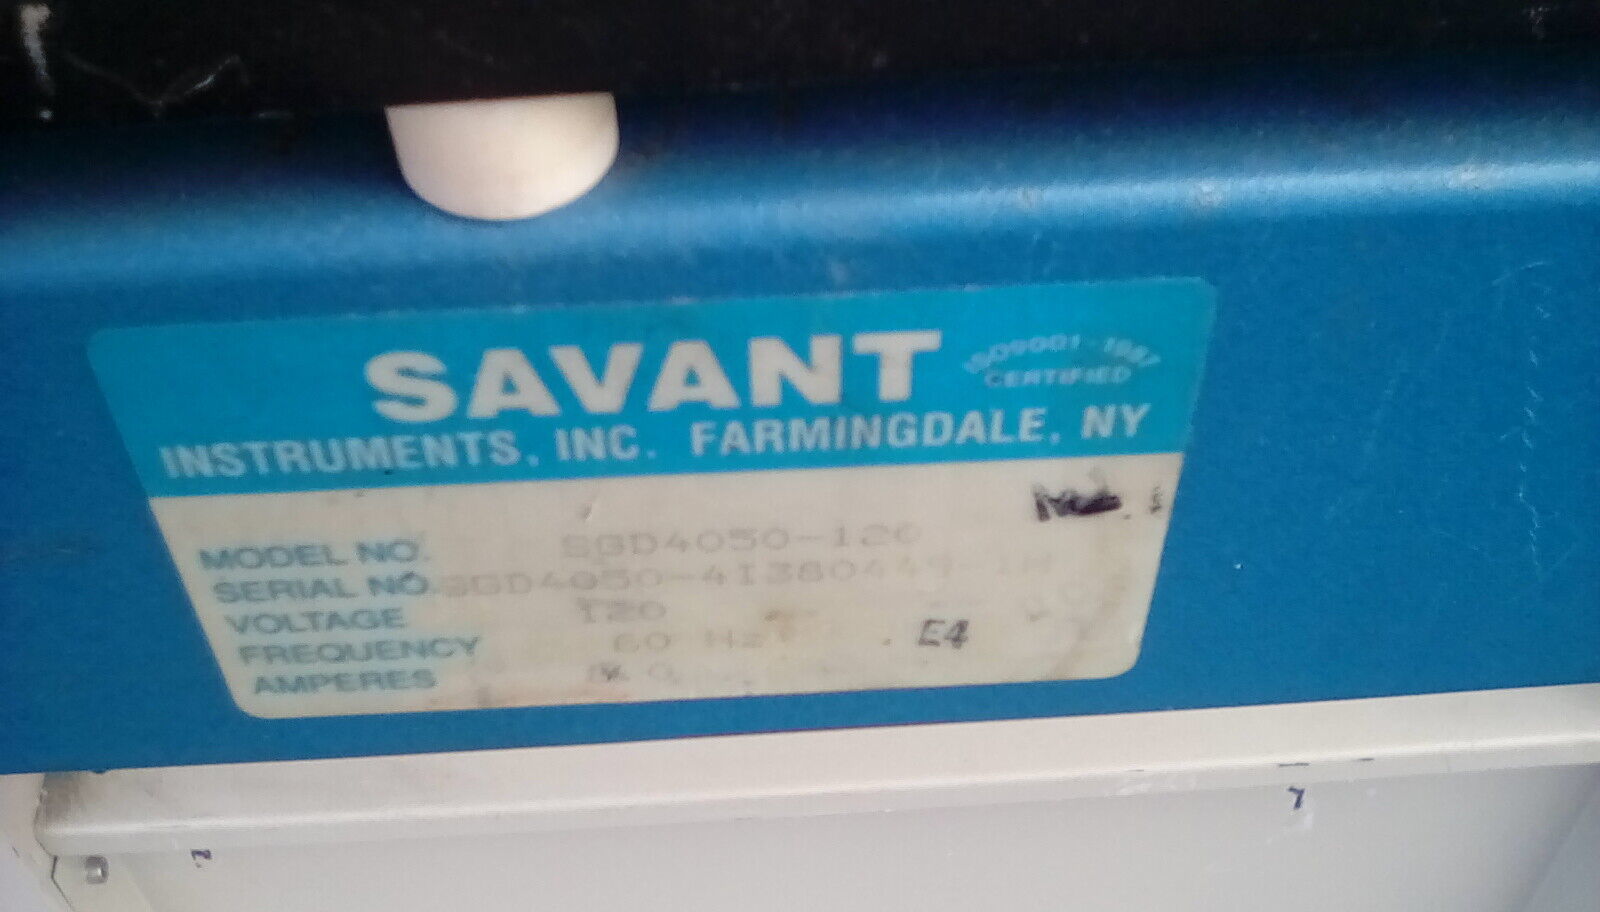 SAVANT
ISO9001-1987
CERTIFIED
INSTRUMENTS, INC. FARMINGDALE, NY
MODEL NO. SGD4050-120
SERIAL NO.
VOLTAGE 120
FREQUENCY 60 Hz
AMPERES
E4